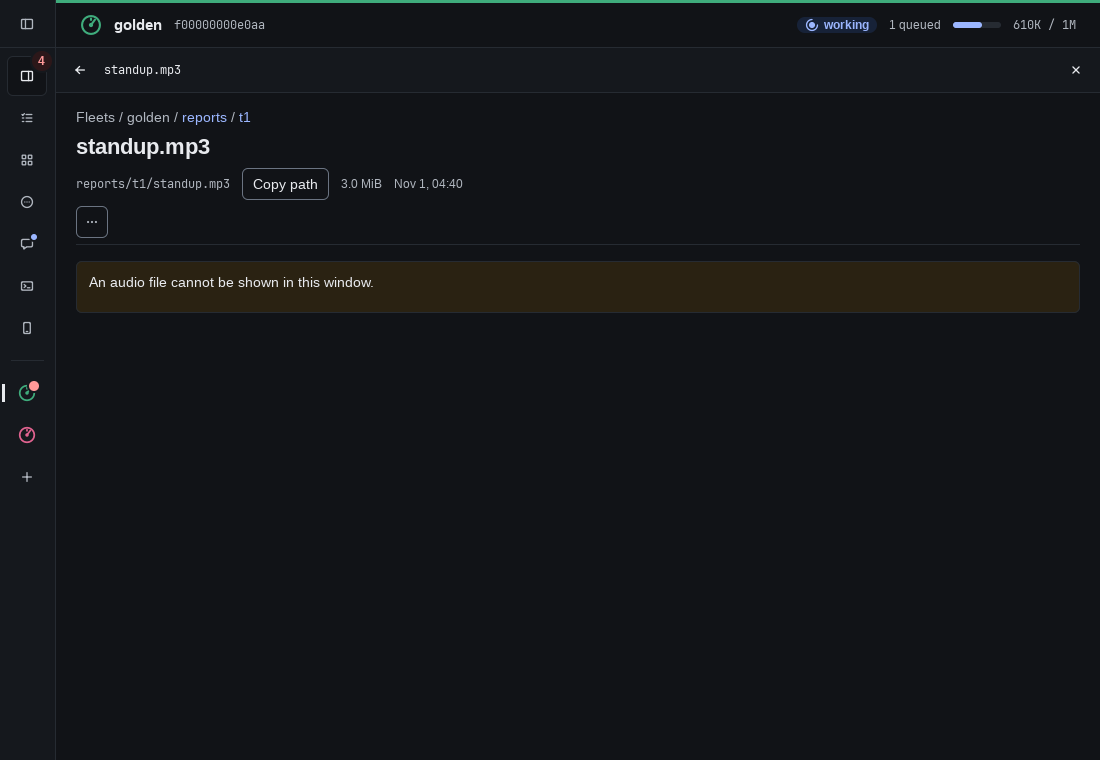 golden f00000000e0aa working 1 queued 610K / 1M
4
standup.mp3
Fleets / golden / reports / t1
standup.mp3
reports/t1/standup.mp3 Copy path 3.0 MiB Nov 1, 04:40
An audio file cannot be shown in this window.